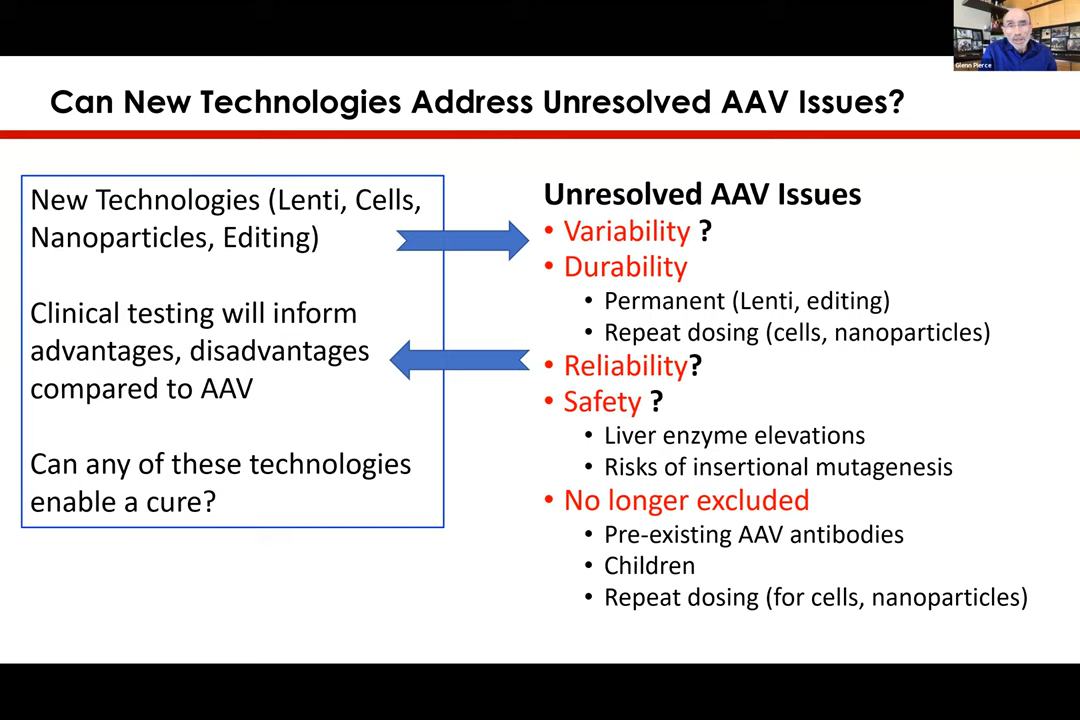 Glenn Pierce
Can New Technologies Address Unresolved AAV Issues?
New Technologies (Lenti, Cells,
Nanoparticles, Editing)
Clinical testing will inform
advantages, disadvantages
compared to AAV
Can any of these technologies
enable a cure?
Unresolved AAV Issues
• Variability ?
• Durability
• Permanent (Lenti, editing)
• Repeat dosing (cells, nanoparticles)
• Reliability?
• Safety ?
• Liver enzyme elevations
• Risks of insertional mutagenesis
• No longer excluded
• Pre-existing AAV antibodies
• Children
• Repeat dosing (for cells, nanoparticles)